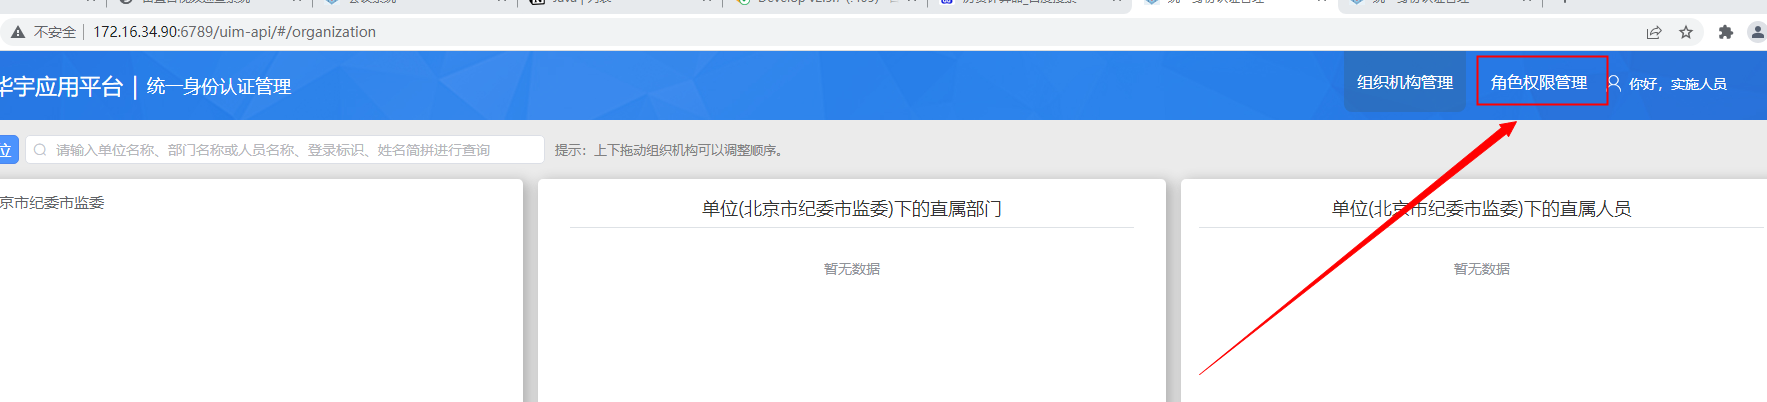 不安全 | 172.16.34.90:6789/uim-api/#/organization
华宇应用平台 | 统一身份认证管理
组织机构管理
角色权限管理
你好，实施人员
位
请输入单位名称、部门名称或人员名称、登录标识、姓名简拼进行查询
提示：上下拖动组织机构可以调整顺序。
京市纪委市监委
单位(北京市纪委市监委)下的直属部门
暂无数据
单位(北京市纪委市监委)下的直属人员
暂无数据